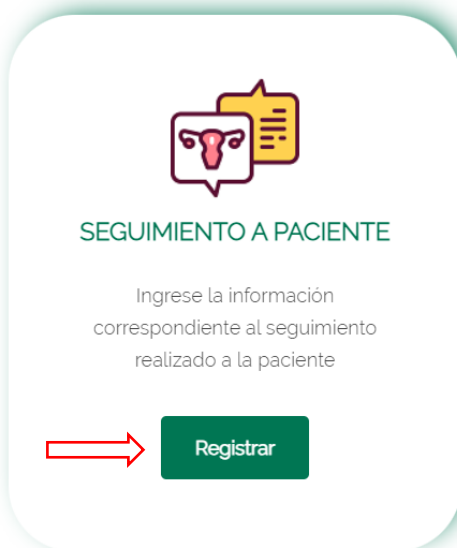 SEGUIMIENTO A PACIENTE
Ingrese la información
correspondiente al seguimiento
realizado a la paciente
Registrar